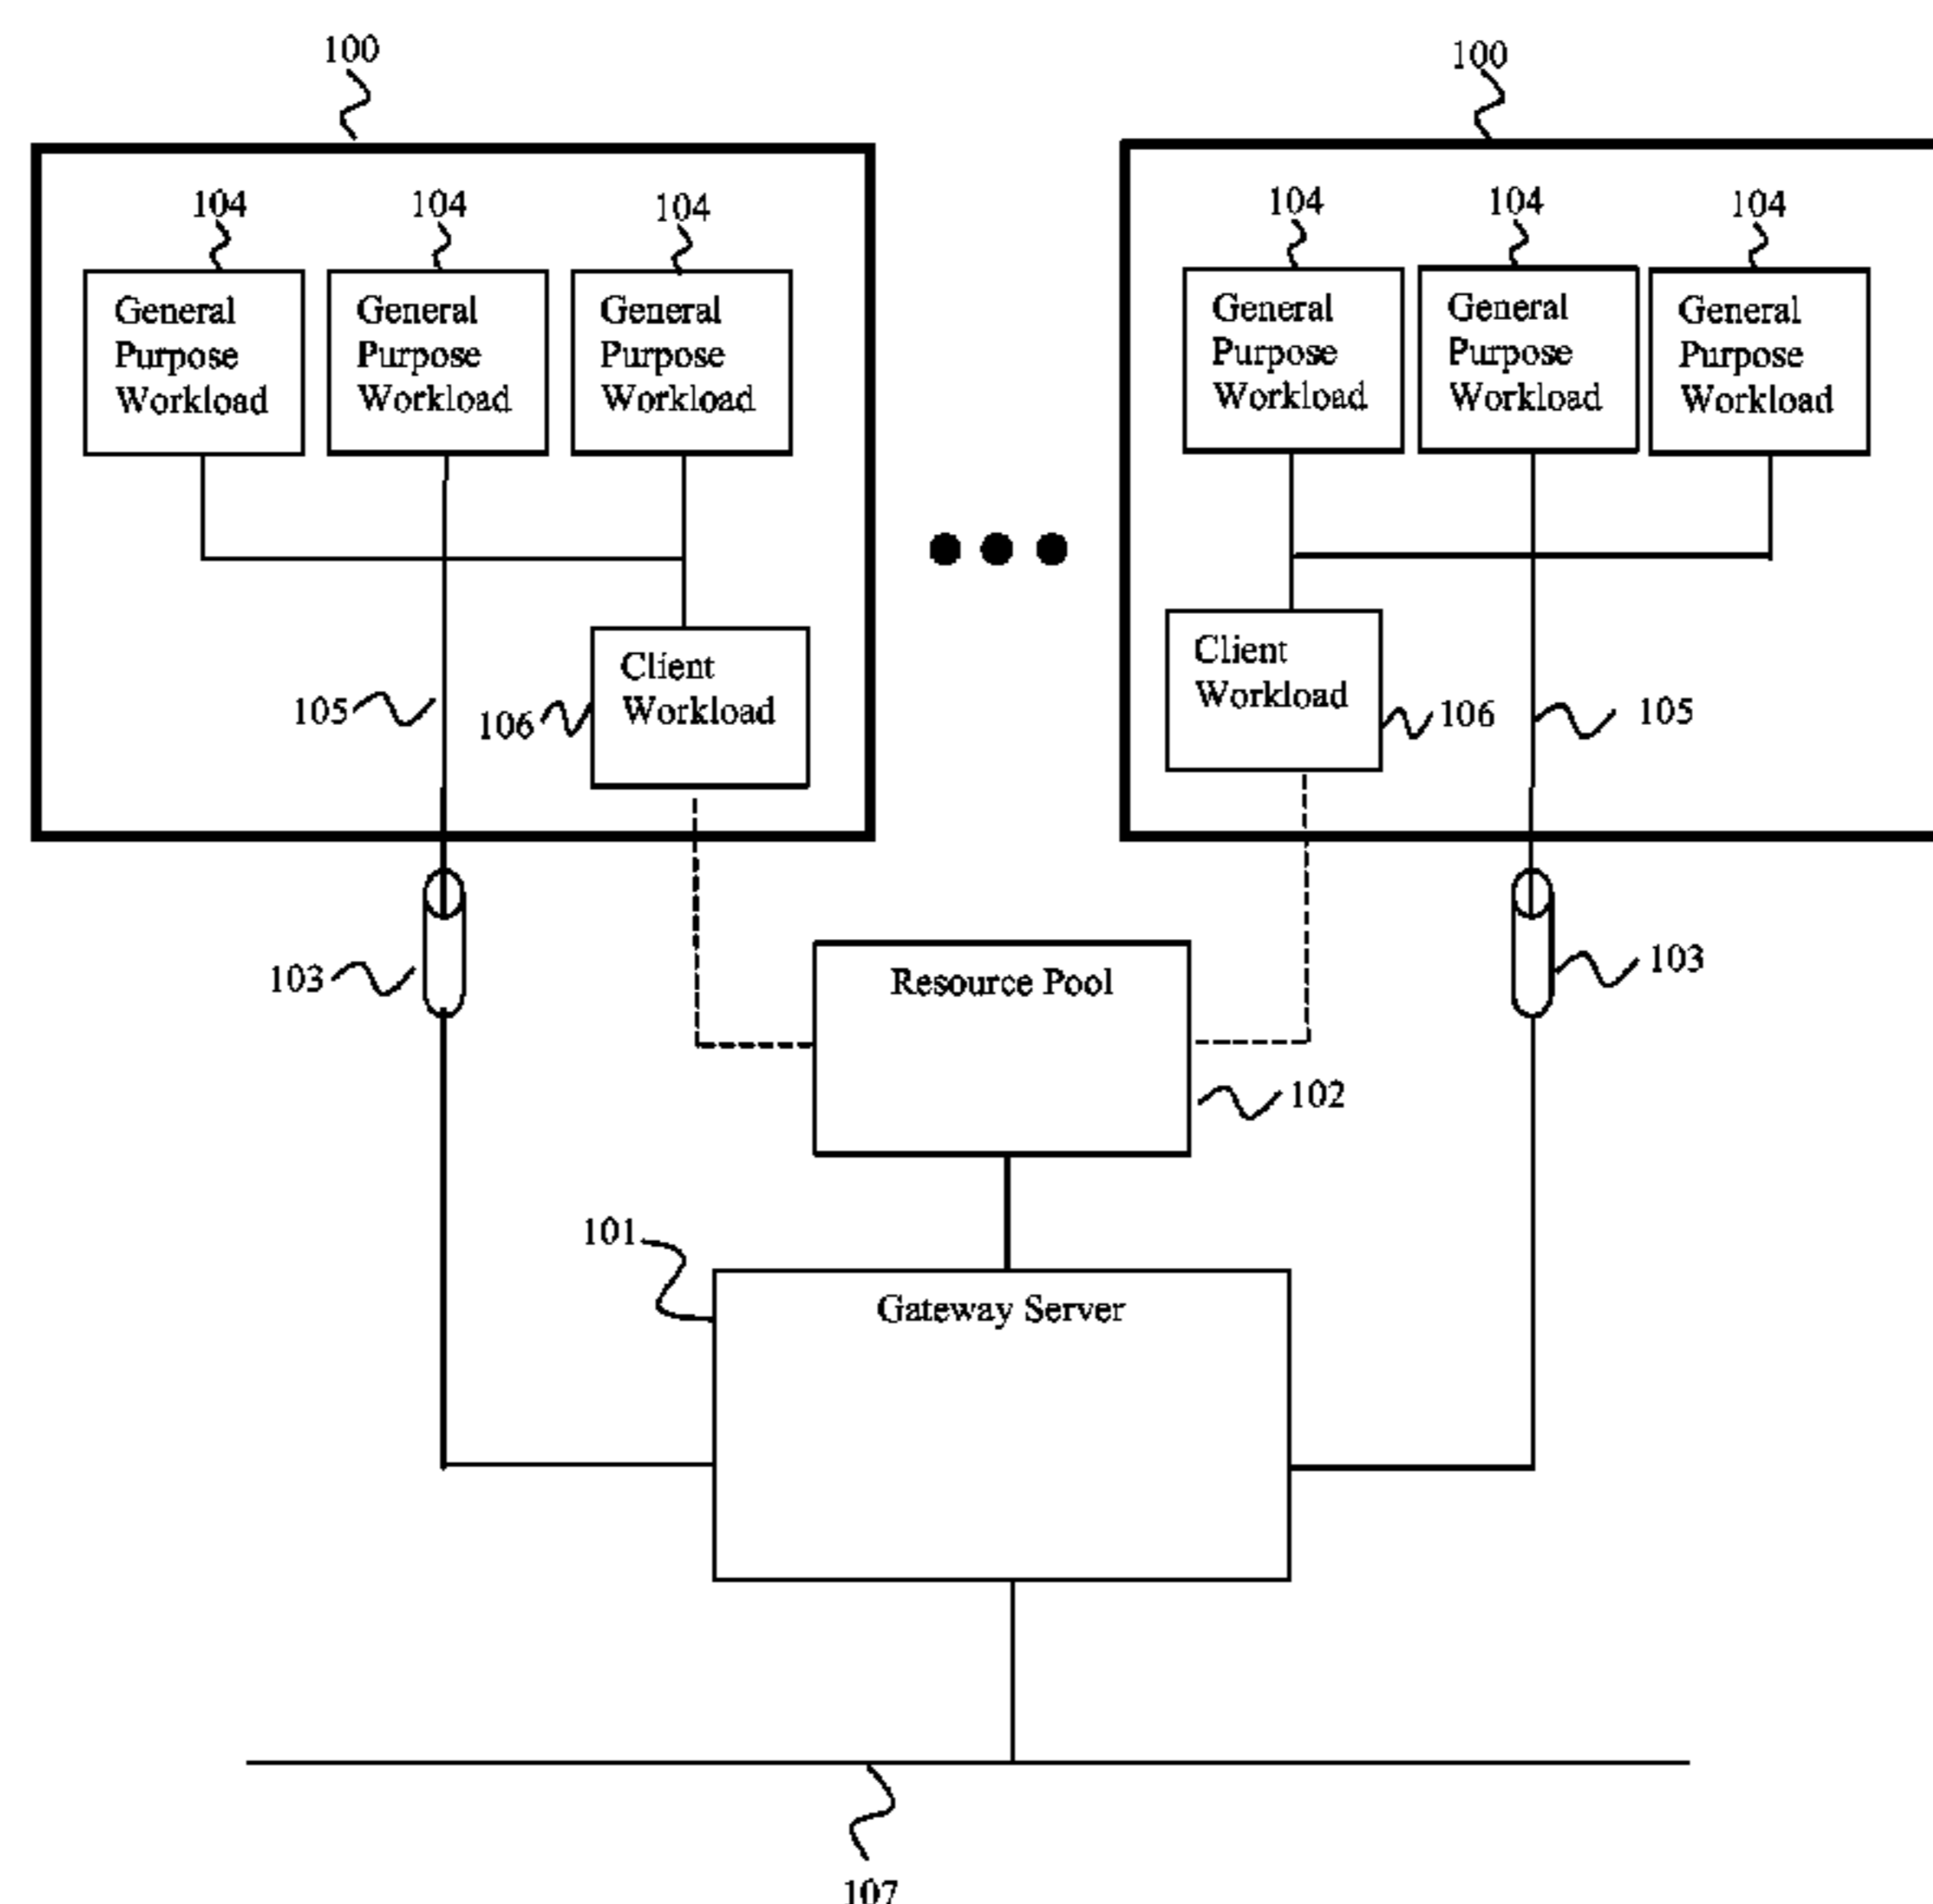 100
100
104
104
104
104
104
104
General
Purpose
Workload
General
Purpose
Workload
General
Purpose
Workload
General
Purpose
Workload
General
Purpose
Workload
General
Purpose
Workload
Client
Workload
Client
Workload
105
106
106
105
103
Resource Pool
103
102
101
Gateway Server
107